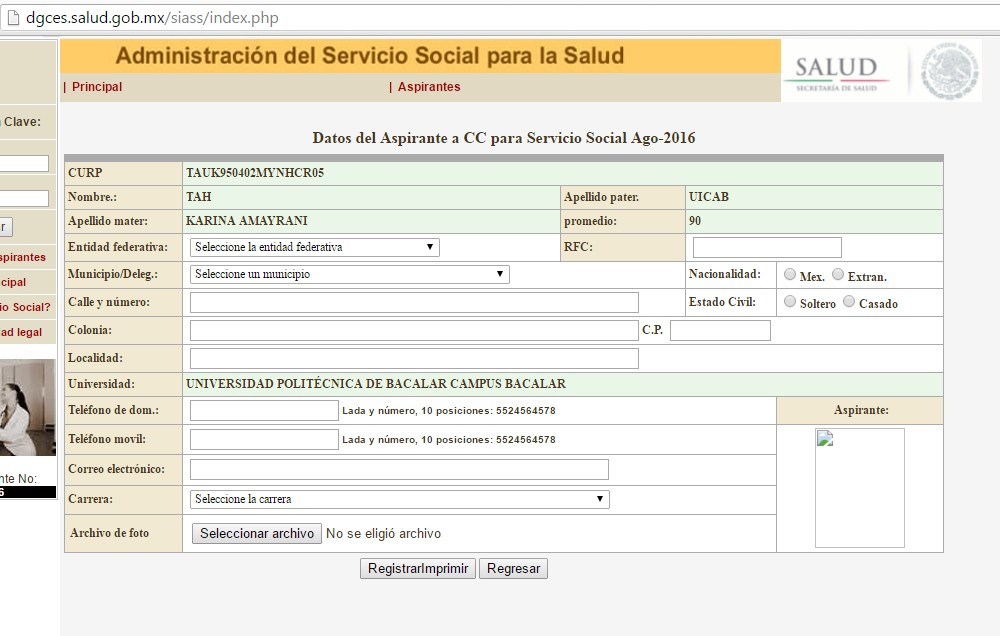 dgces.salud.gob.mx/siass/index.php
Administración del Servicio Social para la Salud
SALUD
SECRETARÍA DE SALUD
| Principal | Aspirantes
Clave:
Datos del Aspirante a CC para Servicio Social Ago-2016
CURP TAUK950402MYNHCR05
Nombre.: TAH Apellido pater. UICAB
Apellido mater: KARINA AMAYRANI promedio: 90
Entidad federativa: Seleccione la entidad federativa RFC:
Municipio/Deleg.: Seleccione un municipio Nacionalidad: Mex. Extran.
Calle y número: Estado Civil: Soltero Casado
Colonia: C.P.
Localidad:
Universidad: UNIVERSIDAD POLITÉCNICA DE BACALAR CAMPUS BACALAR
Teléfono de dom.: Lada y número, 10 posiciones: 5524564578 Aspirante:
Teléfono movil: Lada y número, 10 posiciones: 5524564578
Correo electrónico:
Carrera: Seleccione la carrera
Archivo de foto Seleccionar archivo No se eligió archivo
RegistrarImprimir Regresar
r
spirantes
cipal
io Social?
ad legal
nte No:
6